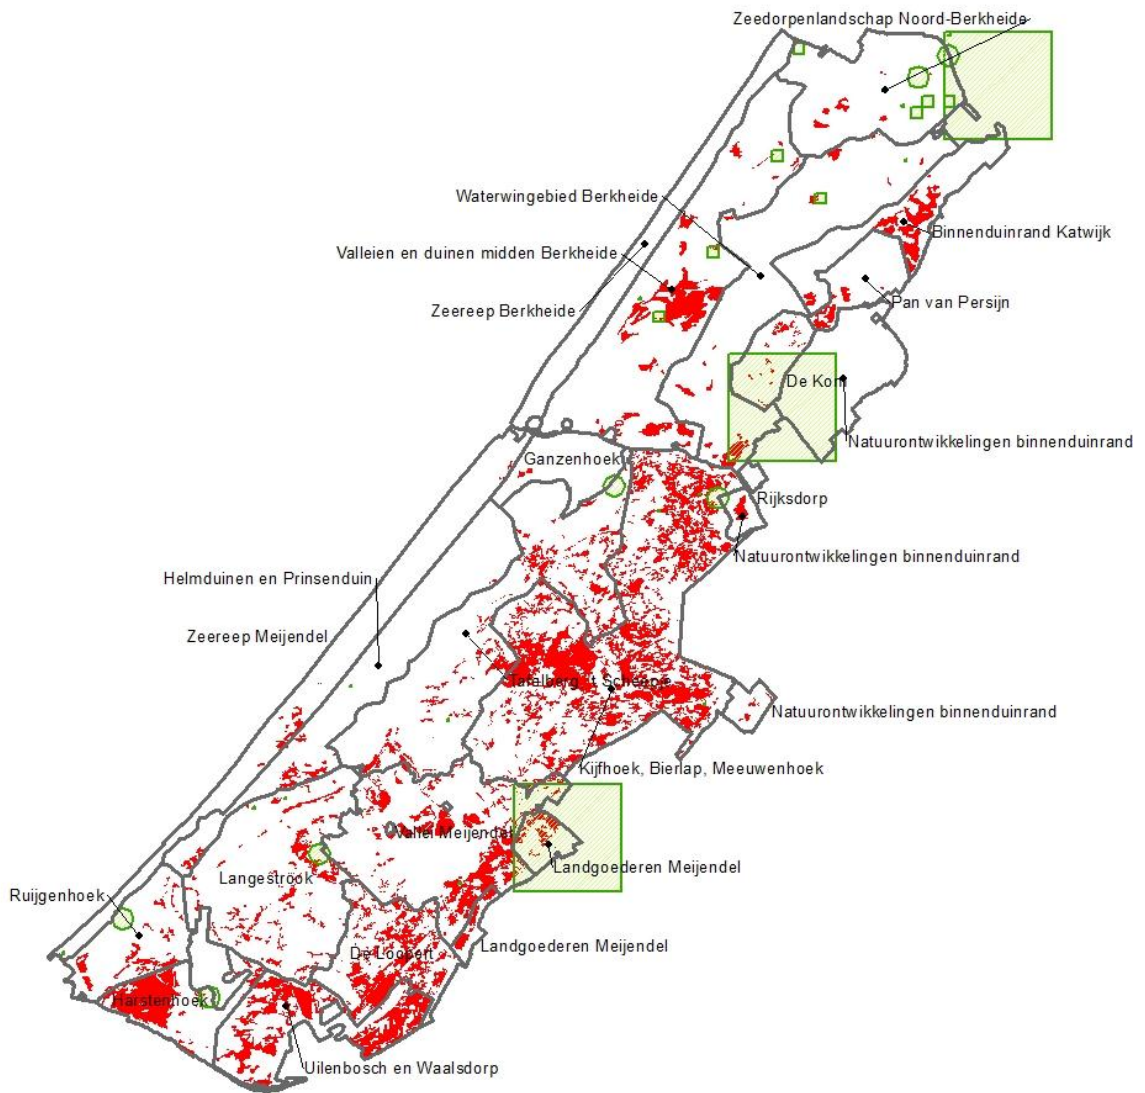 Zeedorpenlandschap Noord-Berkheide
Waterwingebied Berkheide
Binnenduinrand Katwijk
Valleien en duinen midden Berkheide
Pan van Persijn
Zeereep Berkheide
De Kom
Natuurontwikkelingen binnenduinrand
Ganzenhoek
Rijksdorp
Natuurontwikkelingen binnenduinrand
Helmduinen en Prinsenduin
Zeereep Meijendel
Tafelberg 't Scheepje
Natuurontwikkelingen binnenduinrand
Kijfhoek, Bierlap, Meeuwenhoek
Vallei Meijendel
Landgoederen Meijendel
Langestrook
Ruijgenhoek
Landgoederen Meijendel
De Loopert
Harstenhoek
Uilenbosch en Waalsdorp